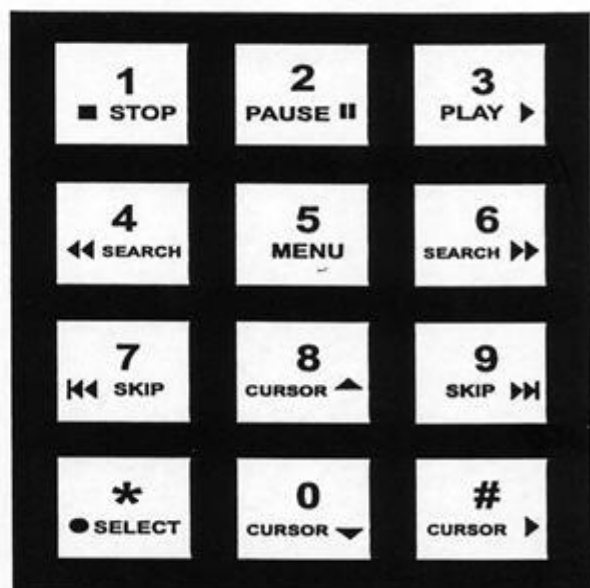 1
■ STOP
2
PAUSE ⏸
3
PLAY ▶
4
◀◀ SEARCH
5
MENU
6
SEARCH ▶▶
7
⏮ SKIP
8
CURSOR ▲
9
SKIP ⏭
*
● SELECT
0
CURSOR ▼
#
CURSOR ▶